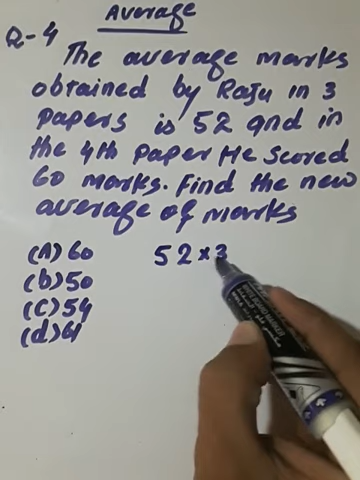 Average
Q-4
The average marks
obtained by Raju in 3
papers is 52 and in
the 4th paper He scored
60 marks. Find the new
average of marks
(A) 60
52×3
(b) 50
(C) 54
(d) 61